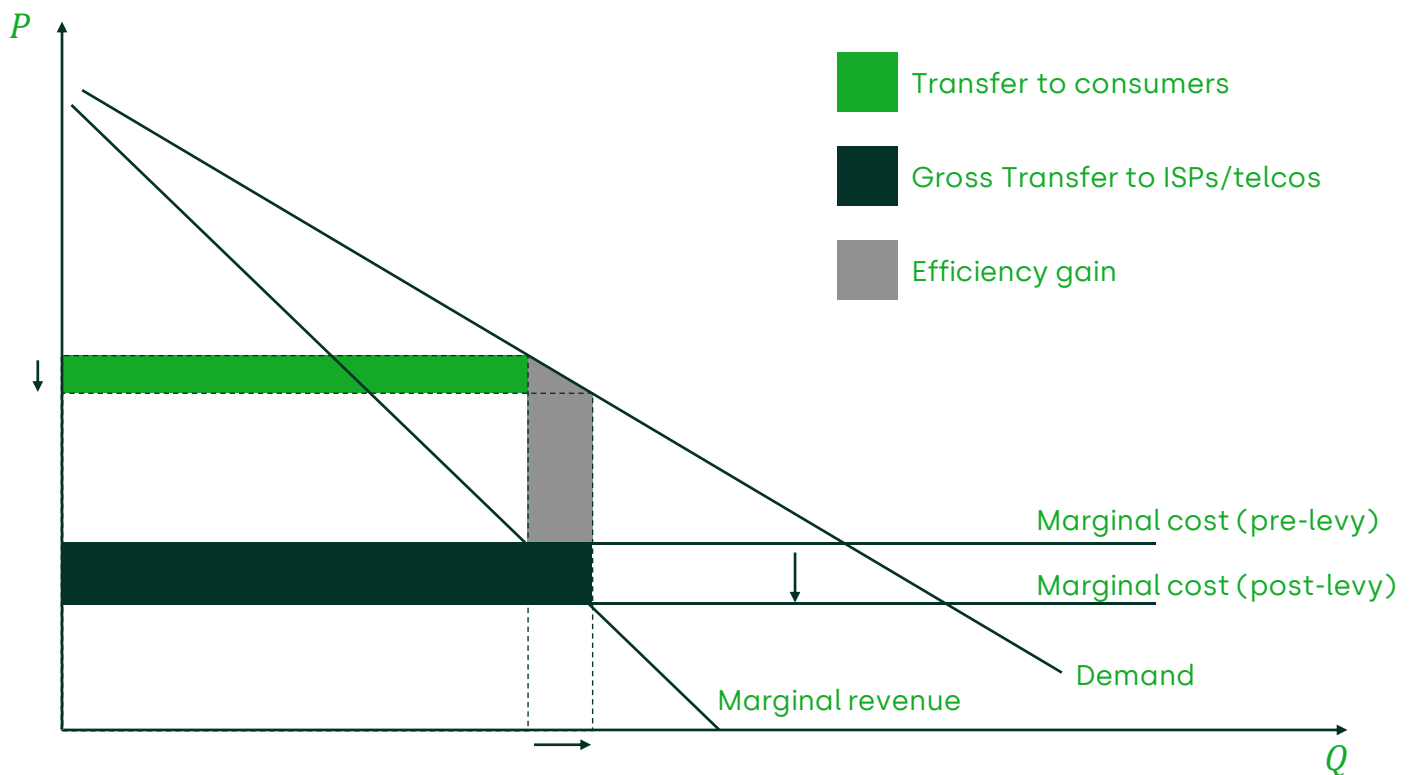 P
Transfer to consumers
Gross Transfer to ISPs/telcos
Efficiency gain
Marginal cost (pre-levy)
Marginal cost (post-levy)
Demand
Marginal revenue
Q